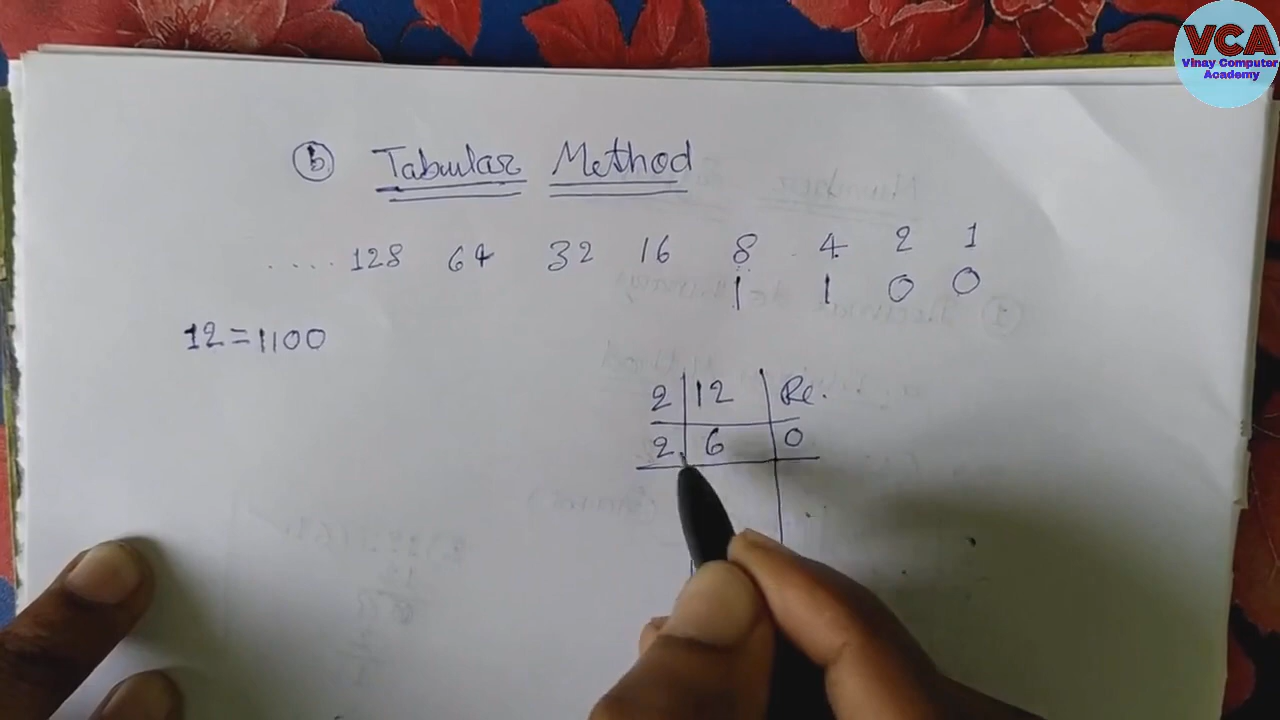 VCA
Vinay Computer
Academy
b Tabular Method
.... 128 64 32 16 8 4 2 1
1 1 0 0
12=1100
2 12 Re.
2 6 0